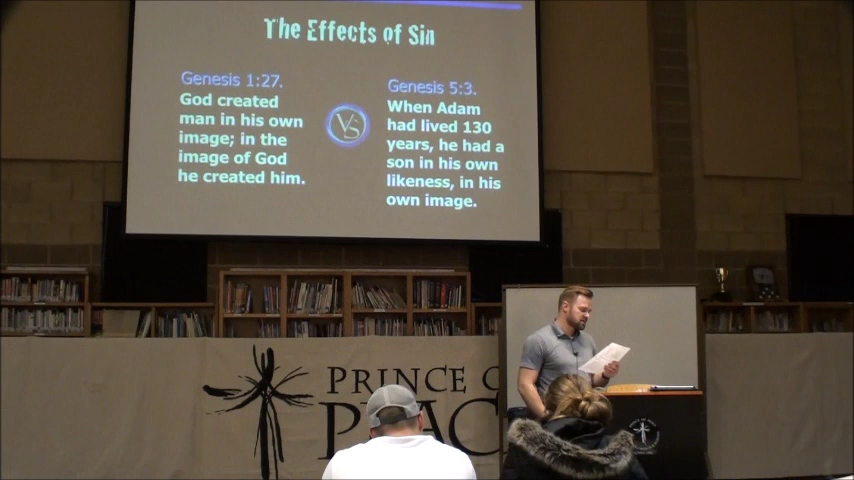 The Effects of Sin
Genesis 1:27.
God created
man in his own
image; in the
image of God
he created him.
VS
Genesis 5:3.
When Adam
had lived 130
years, he had a
son in his own
likeness, in his
own image.
PRINCE